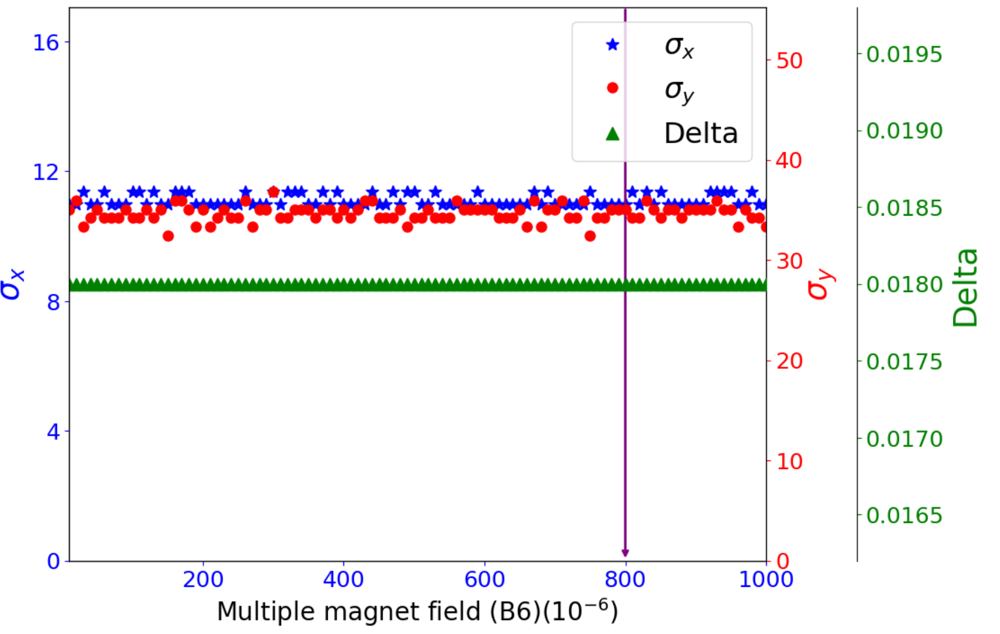 16
12
8
4
0
σx
σx
σy
Delta
50
40
30
20
10
0
σy
0.0195
0.0190
0.0185
0.0180
0.0175
0.0170
0.0165
Delta
200 400 600 800 1000
Multiple magnet field (B6)(10⁻⁶)